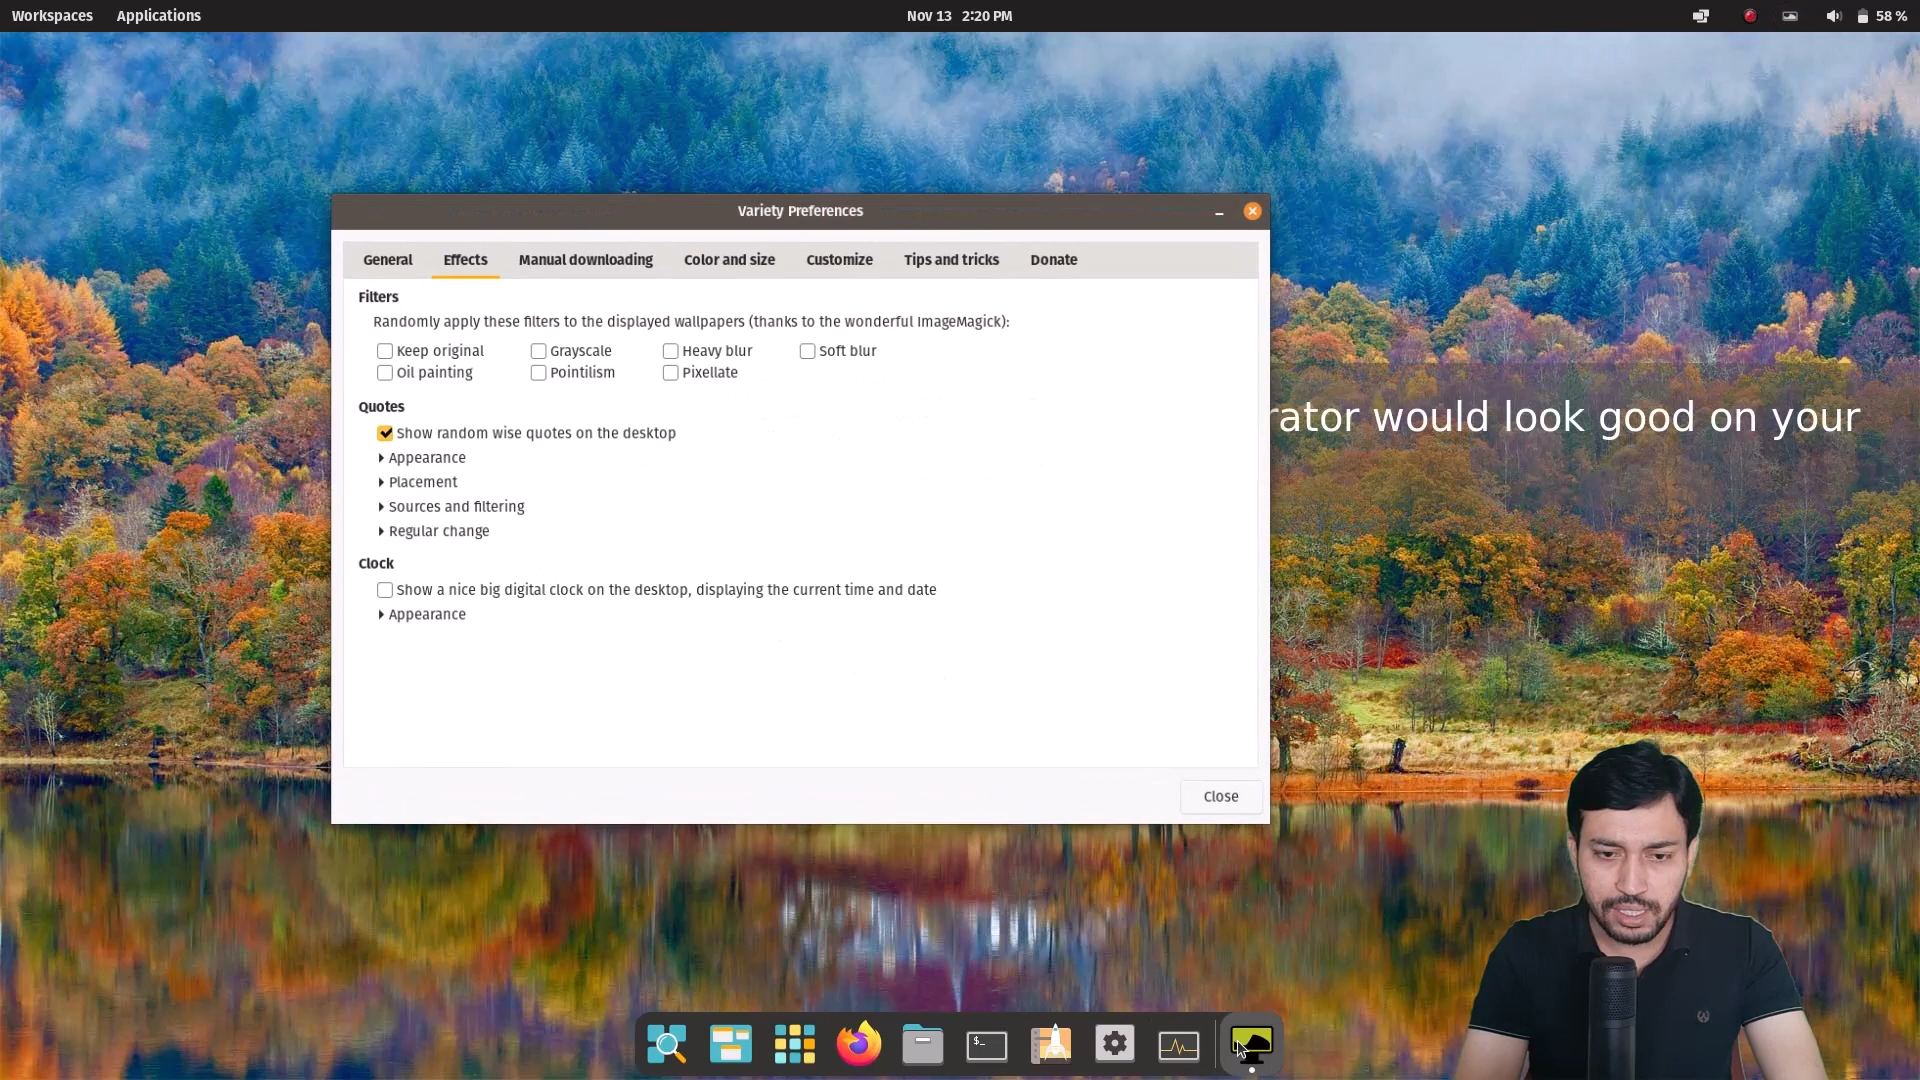 Workspaces Applications Nov 13 2:20 PM 58 %
Variety Preferences
General Effects Manual downloading Color and size Customize Tips and tricks Donate
Filters
Randomly apply these filters to the displayed wallpapers (thanks to the wonderful ImageMagick):
Keep original Grayscale Heavy blur Soft blur
Oil painting Pointilism Pixellate
Quotes
rator would look good on your
Show random wise quotes on the desktop
Appearance
Placement
Sources and filtering
Regular change
Clock
Show a nice big digital clock on the desktop, displaying the current time and date
Appearance
Close
$_